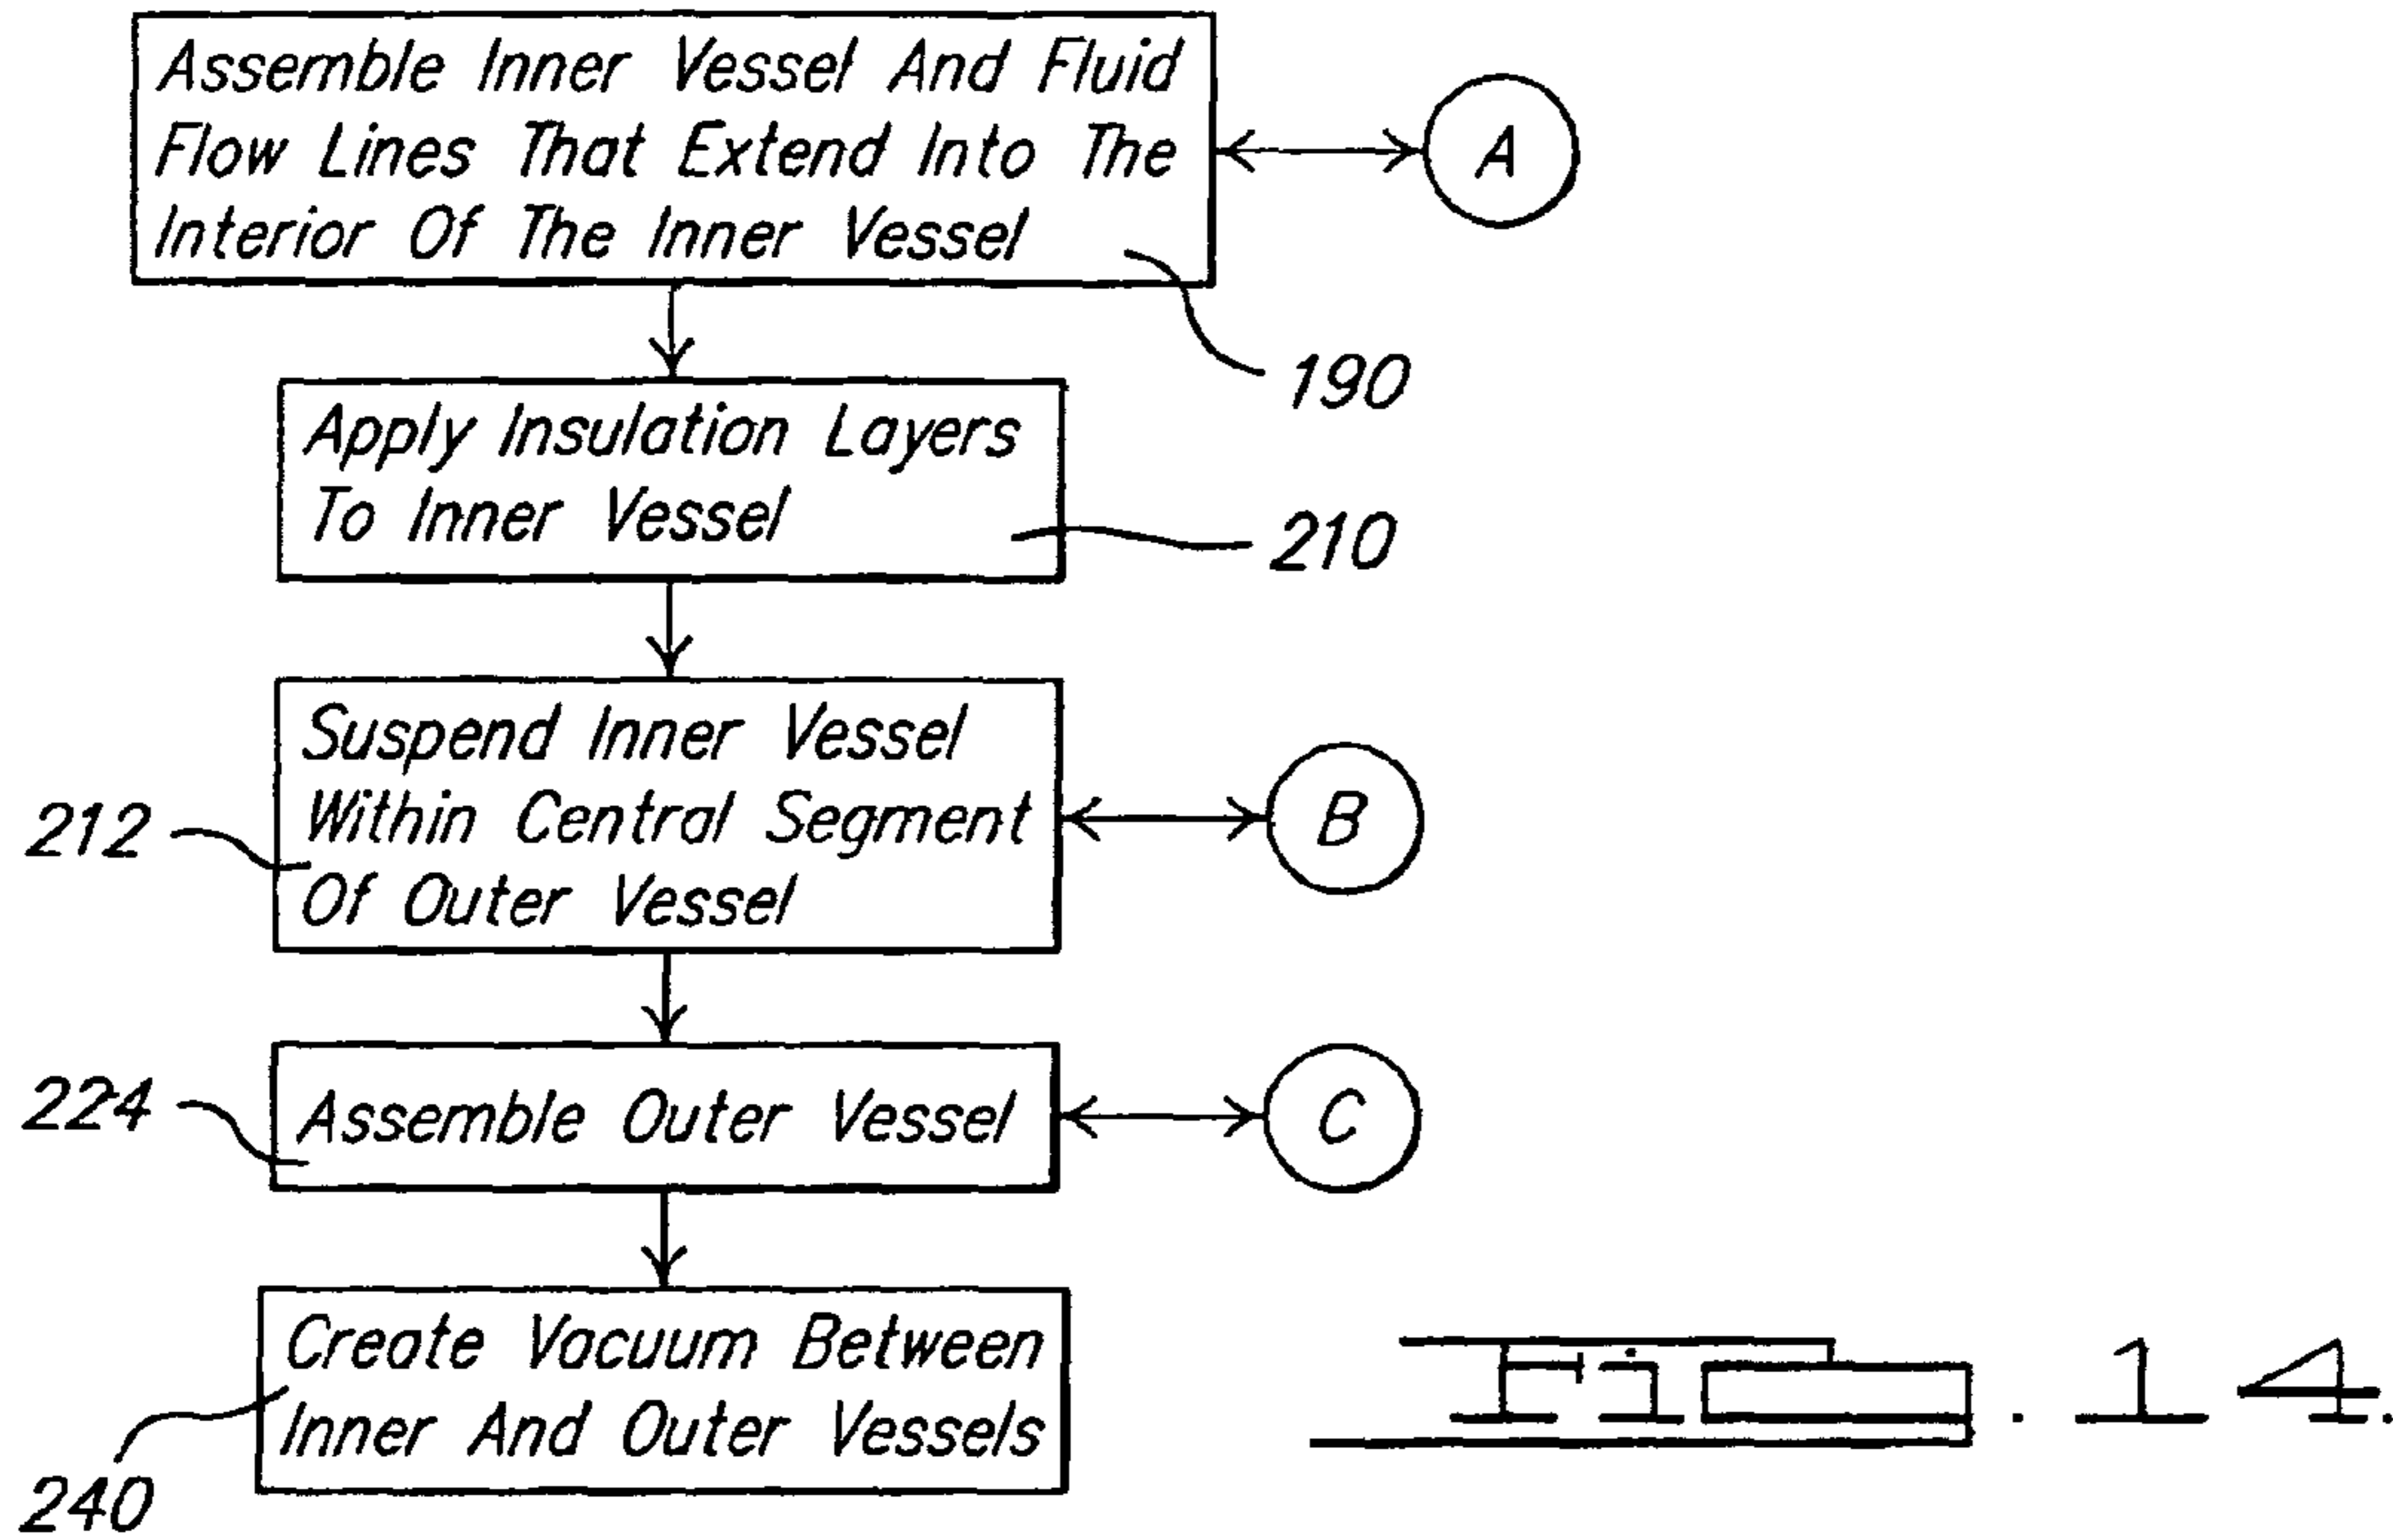 Assemble Inner Vessel And Fluid
Flow Lines That Extend Into The
Interior Of The Inner Vessel
A
190
Apply Insulation Layers
To Inner Vessel
210
Suspend Inner Vessel
Within Central Segment
Of Outer Vessel
212
B
224
Assemble Outer Vessel
C
Create Vacuum Between
Inner And Outer Vessels
240
Fig. 14.